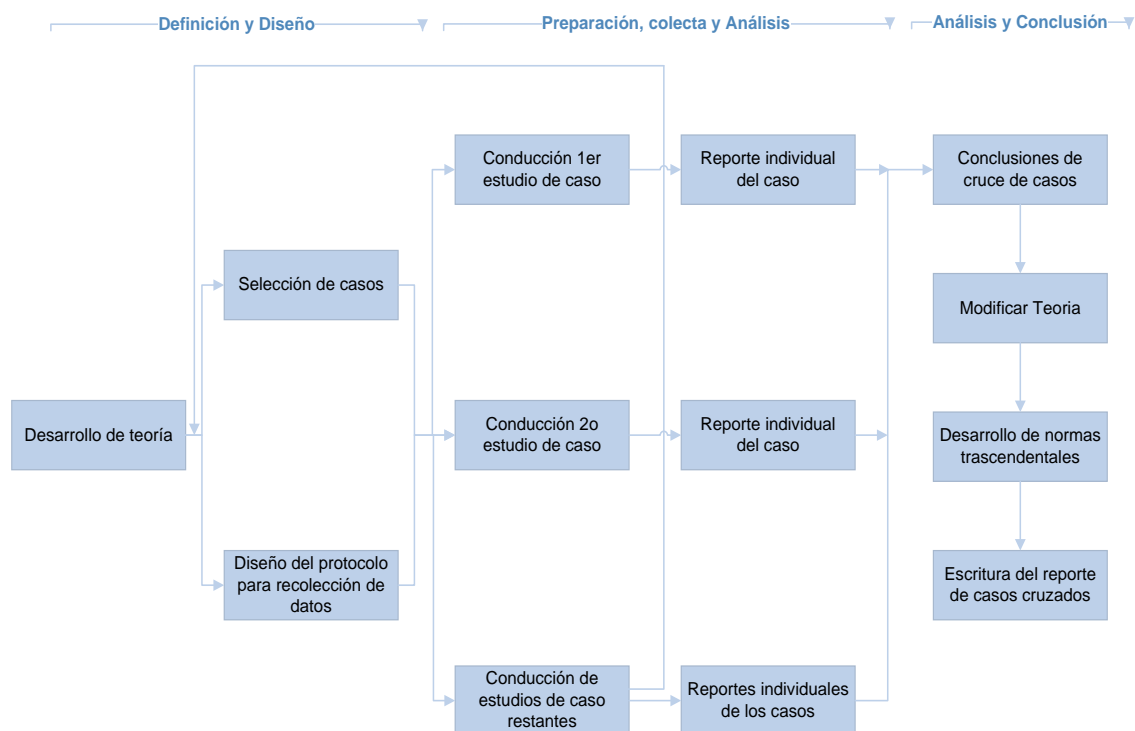 Definición y Diseño
Preparación, colecta y Análisis
Análisis y Conclusión
Desarrollo de teoría
Selección de casos
Diseño del protocolo
para recolección de
datos
Conducción 1er
estudio de caso
Reporte individual
del caso
Conducción 2o
estudio de caso
Reporte individual
del caso
Conducción de
estudios de caso
restantes
Reportes individuales
de los casos
Conclusiones de
cruce de casos
Modificar Teoria
Desarrollo de normas
trascendentales
Escritura del reporte
de casos cruzados